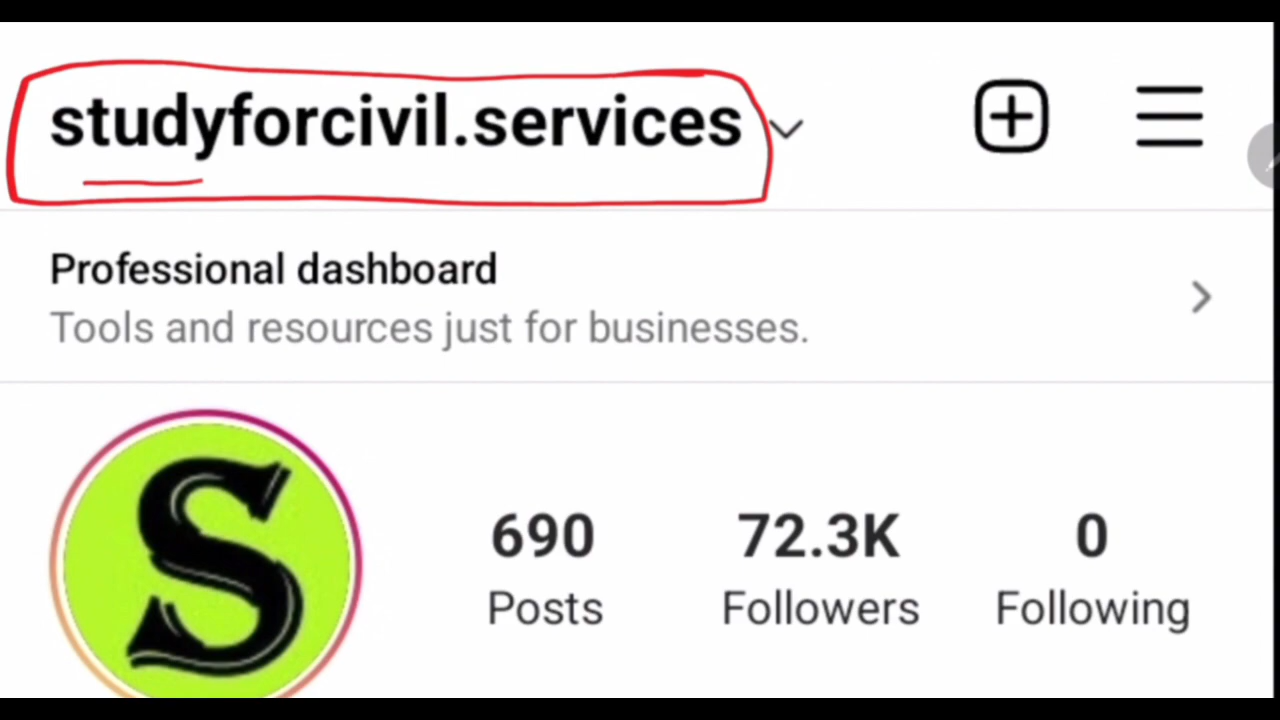 studyforcivil.services
Professional dashboard
Tools and resources just for businesses.
S
690 72.3K 0
Posts Followers Following